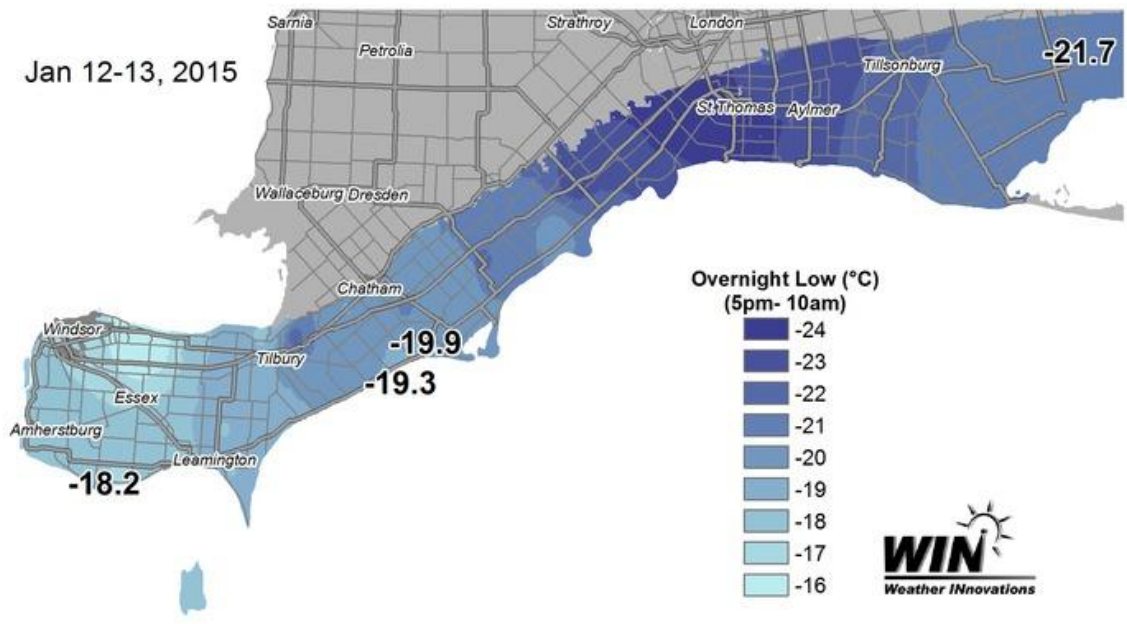 Sarnia
Strathroy
London
Petrolia
Jan 12-13, 2015
-21.7
Tillsonburg
St Thomas
Aylmer
Wallaceburg
Dresden
Chatham
Windsor
Tilbury
-19.9
-19.3
Essex
Amherstburg
Leamington
-18.2
Overnight Low (°C)
(5pm- 10am)
-24
-23
-22
-21
-20
-19
-18
-17
-16
WIN
Weather INnovations